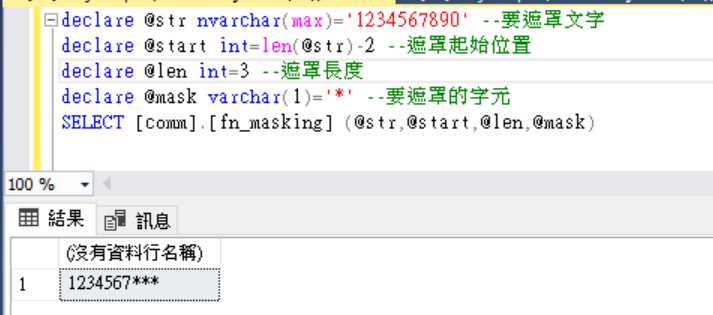 declare @str nvarchar(max)='1234567890' --要遮罩文字
declare @start int=len(@str)-2 --遮罩起始位置
declare @len int=3 --遮罩長度
declare @mask varchar(1)='*' --要遮罩的字元
SELECT [comm].[fn_masking] (@str,@start,@len,@mask)
100 %
結果 訊息
(沒有資料行名稱)
1 1234567***